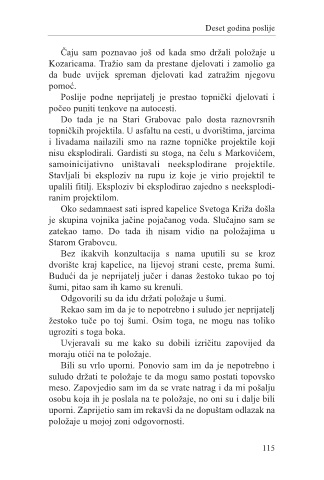 Deset godina poslije
Čaju sam poznavao još od kada smo držali položaje u
Kozaricama. Tražio sam da prestane djelovati i zamolio ga
da bude uvijek spreman djelovati kad zatražim njegovu
pomoć.
Poslije podne neprijatelj je prestao topnički djelovati i
počeo puniti tenkove na autocesti.
Do tada je na Stari Grabovac palo dosta raznovrsnih
topničkih projektila. U asfaltu na cesti, u dvorištima, jarcima
i livadama nailazili smo na razne topničke projektile koji
nisu eksplodirali. Gardisti su stoga, na čelu s Markovićem,
samoinicijativno uništavali neeksplodirane projektile.
Stavljali bi eksploziv na rupu iz koje je virio projektil te
upalili fitilj. Eksploziv bi eksplodirao zajedno s neeksplodi-
ranim projektilom.
Oko sedamnaest sati ispred kapelice Svetoga Križa došla
je skupina vojnika jačine pojačanog voda. Slučajno sam se
zatekao tamo. Do tada ih nisam vidio na položajima u
Starom Grabovcu.
Bez ikakvih konzultacija s nama uputili su se kroz
dvorište kraj kapelice, na lijevoj strani ceste, prema šumi.
Budući da je neprijatelj jučer i danas žestoko tukao po toj
šumi, pitao sam ih kamo su krenuli.
Odgovorili su da idu držati položaje u šumi.
Rekao sam im da je to nepotrebno i suludo jer neprijatelj
žestoko tuče po toj šumi. Osim toga, ne mogu nas toliko
ugroziti s toga boka.
Uvjeravali su me kako su dobili izričitu zapovijed da
moraju otići na te položaje.
Bili su vrlo uporni. Ponovio sam im da je nepotrebno i
suludo držati te položaje te da mogu samo postati topovsko
meso. Zapovjedio sam im da se vrate natrag i da mi pošalju
osobu koja ih je poslala na te položaje, no oni su i dalje bili
uporni. Zaprijetio sam im rekavši da ne dopuštam odlazak na
položaje u mojoj zoni odgovornosti.
115